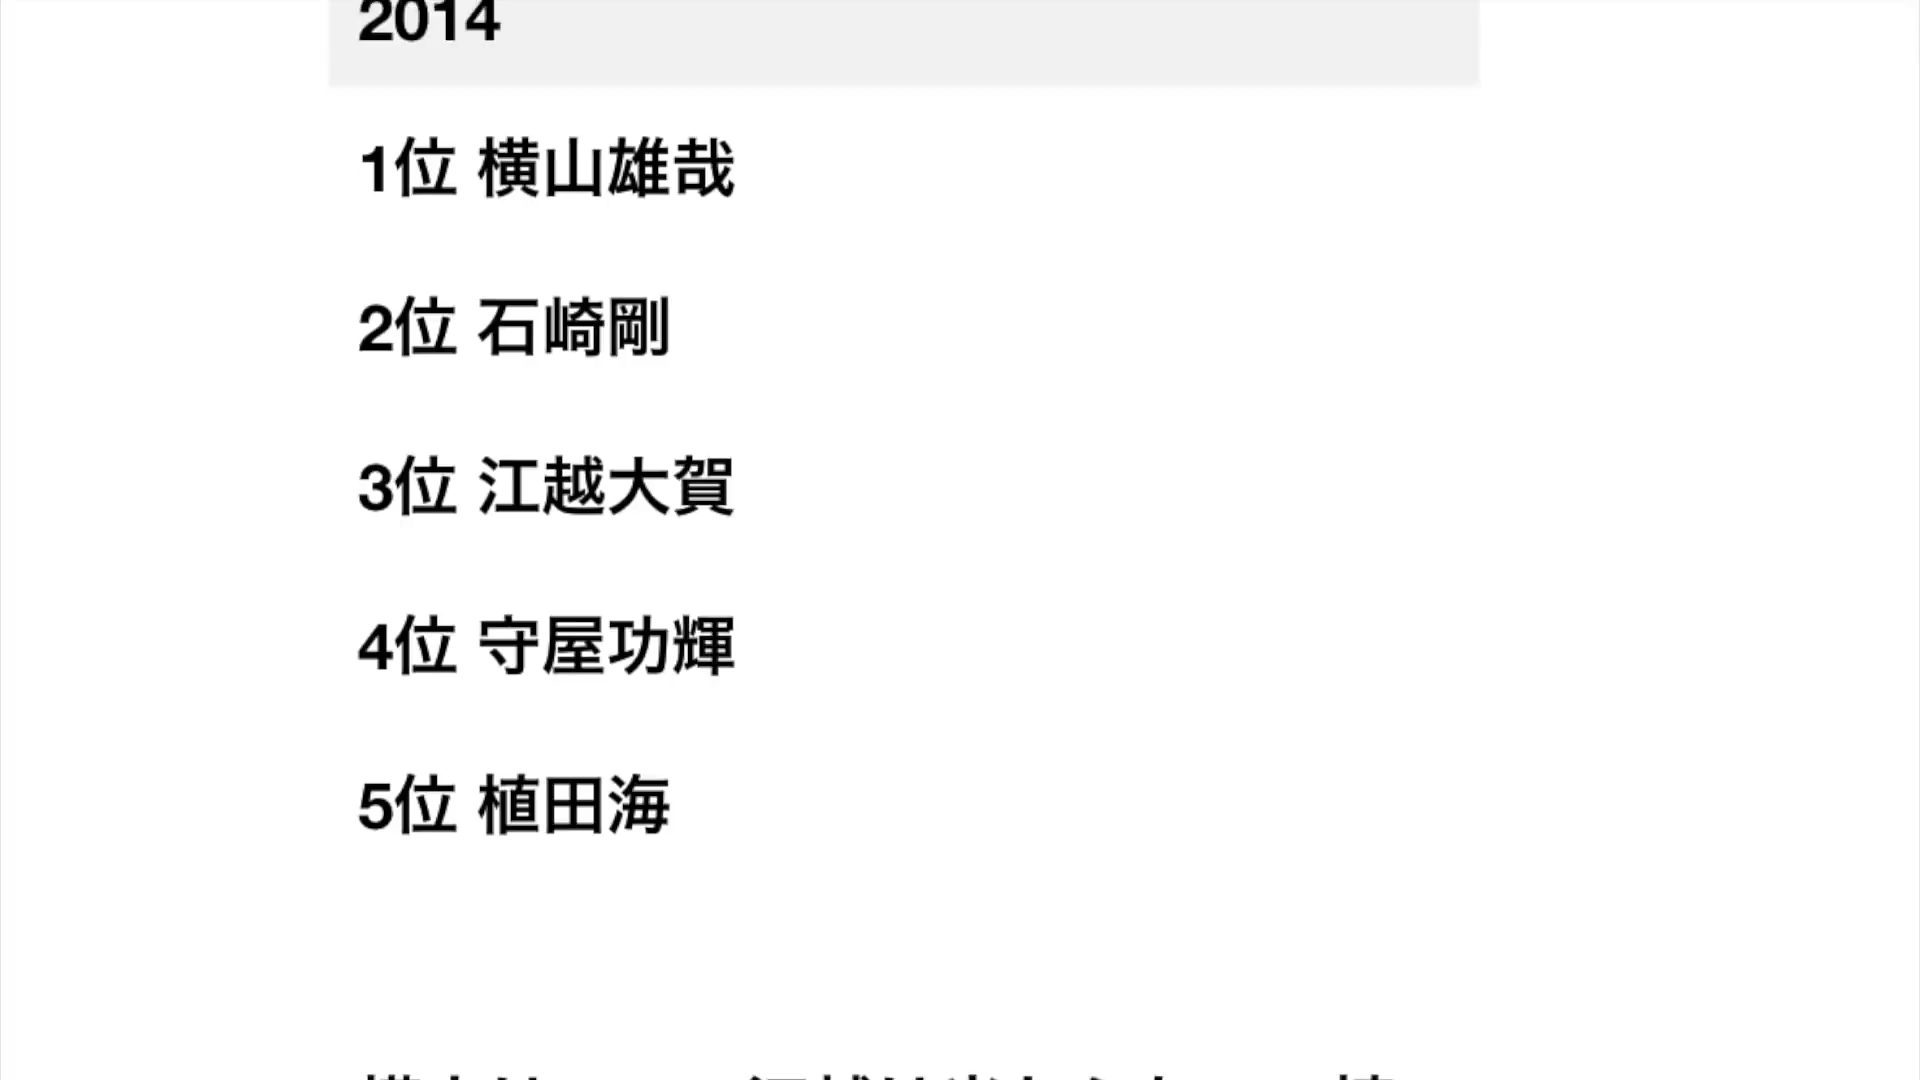 2014
1位 横山雄哉
2位 石崎剛
3位 江越大賀
4位 守屋功輝
5位 植田海